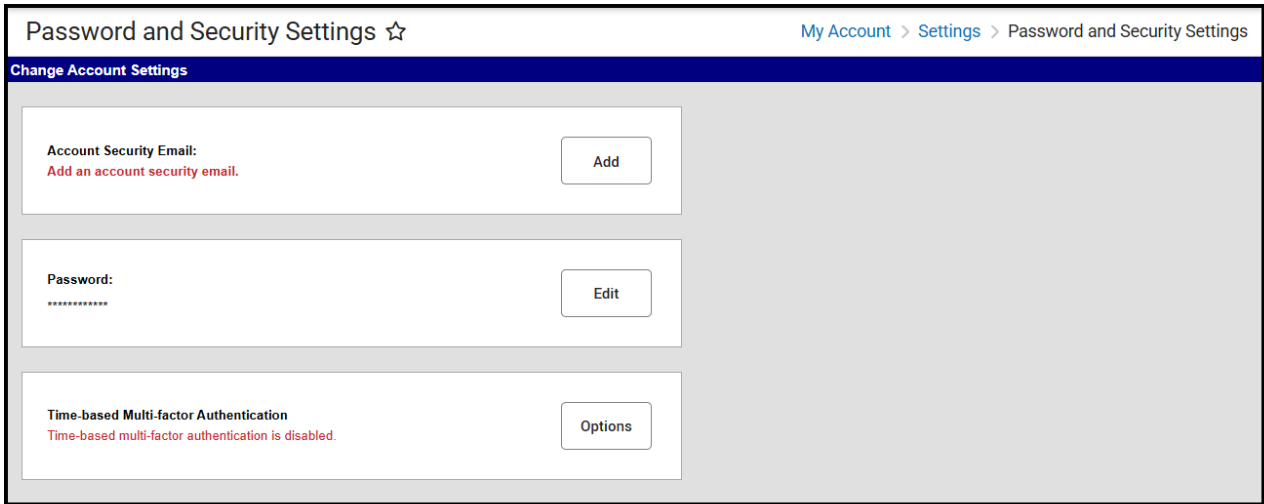 Password and Security Settings ☆
My Account > Settings > Password and Security Settings
Change Account Settings
Account Security Email:
Add an account security email.
Add
Password:
************
Edit
Time-based Multi-factor Authentication
Time-based multi-factor authentication is disabled.
Options